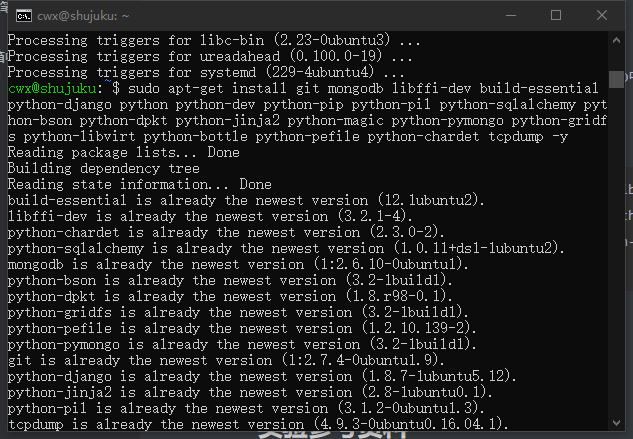 cwx@shujuku: ~
Processing triggers for libc-bin (2.23-0ubuntu3) ...
Processing triggers for ureadahead (0.100.0-19) ...
Processing triggers for systemd (229-4ubuntu4) ...
cwx@shujuku:~$ sudo apt-get install git mongodb libffi-dev build-essential
python-django python python-dev python-pip python-pil python-sqlalchemy pyt
hon-bson python-dpkt python-jinja2 python-magic python-pymongo python-gridf
s python-libvirt python-bottle python-pefile python-chardet tcpdump -y
Reading package lists... Done
Building dependency tree
Reading state information... Done
build-essential is already the newest version (12.1ubuntu2).
libffi-dev is already the newest version (3.2.1-4).
python-chardet is already the newest version (2.3.0-2).
python-sqlalchemy is already the newest version (1.0.11+ds1-1ubuntu2).
mongodb is already the newest version (1:2.6.10-0ubuntu1).
python-bson is already the newest version (3.2-1build1).
python-dpkt is already the newest version (1.8.r98-0.1).
python-gridfs is already the newest version (3.2-1build1).
python-pefile is already the newest version (1.2.10.139-2).
python-pymongo is already the newest version (3.2-1build1).
git is already the newest version (1:2.7.4-0ubuntu1.9).
python-django is already the newest version (1.8.7-1ubuntu5.12).
python-jinja2 is already the newest version (2.8-1ubuntu0.1).
python-pil is already the newest version (3.1.2-0ubuntu1.3).
tcpdump is already the newest version (4.9.3-0ubuntu0.16.04.1).